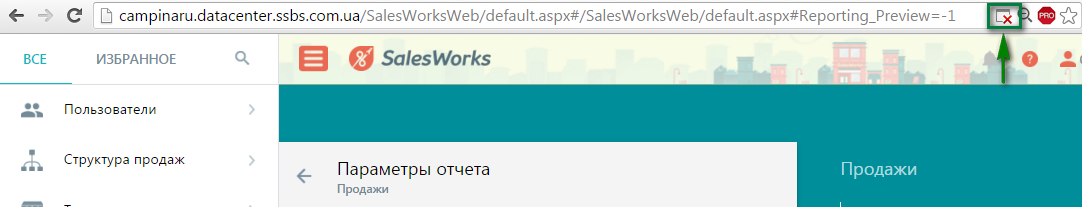 campinaru.datacenter.ssbs.com.ua/SalesWorksWeb/default.aspx#/SalesWorksWeb/default.aspx#Reporting_Preview=-1
PRO
ВСЕ ИЗБРАННОЕ
SalesWorks
?
Пользователи
Структура продаж
Параметры отчета
Продажи
Продажи